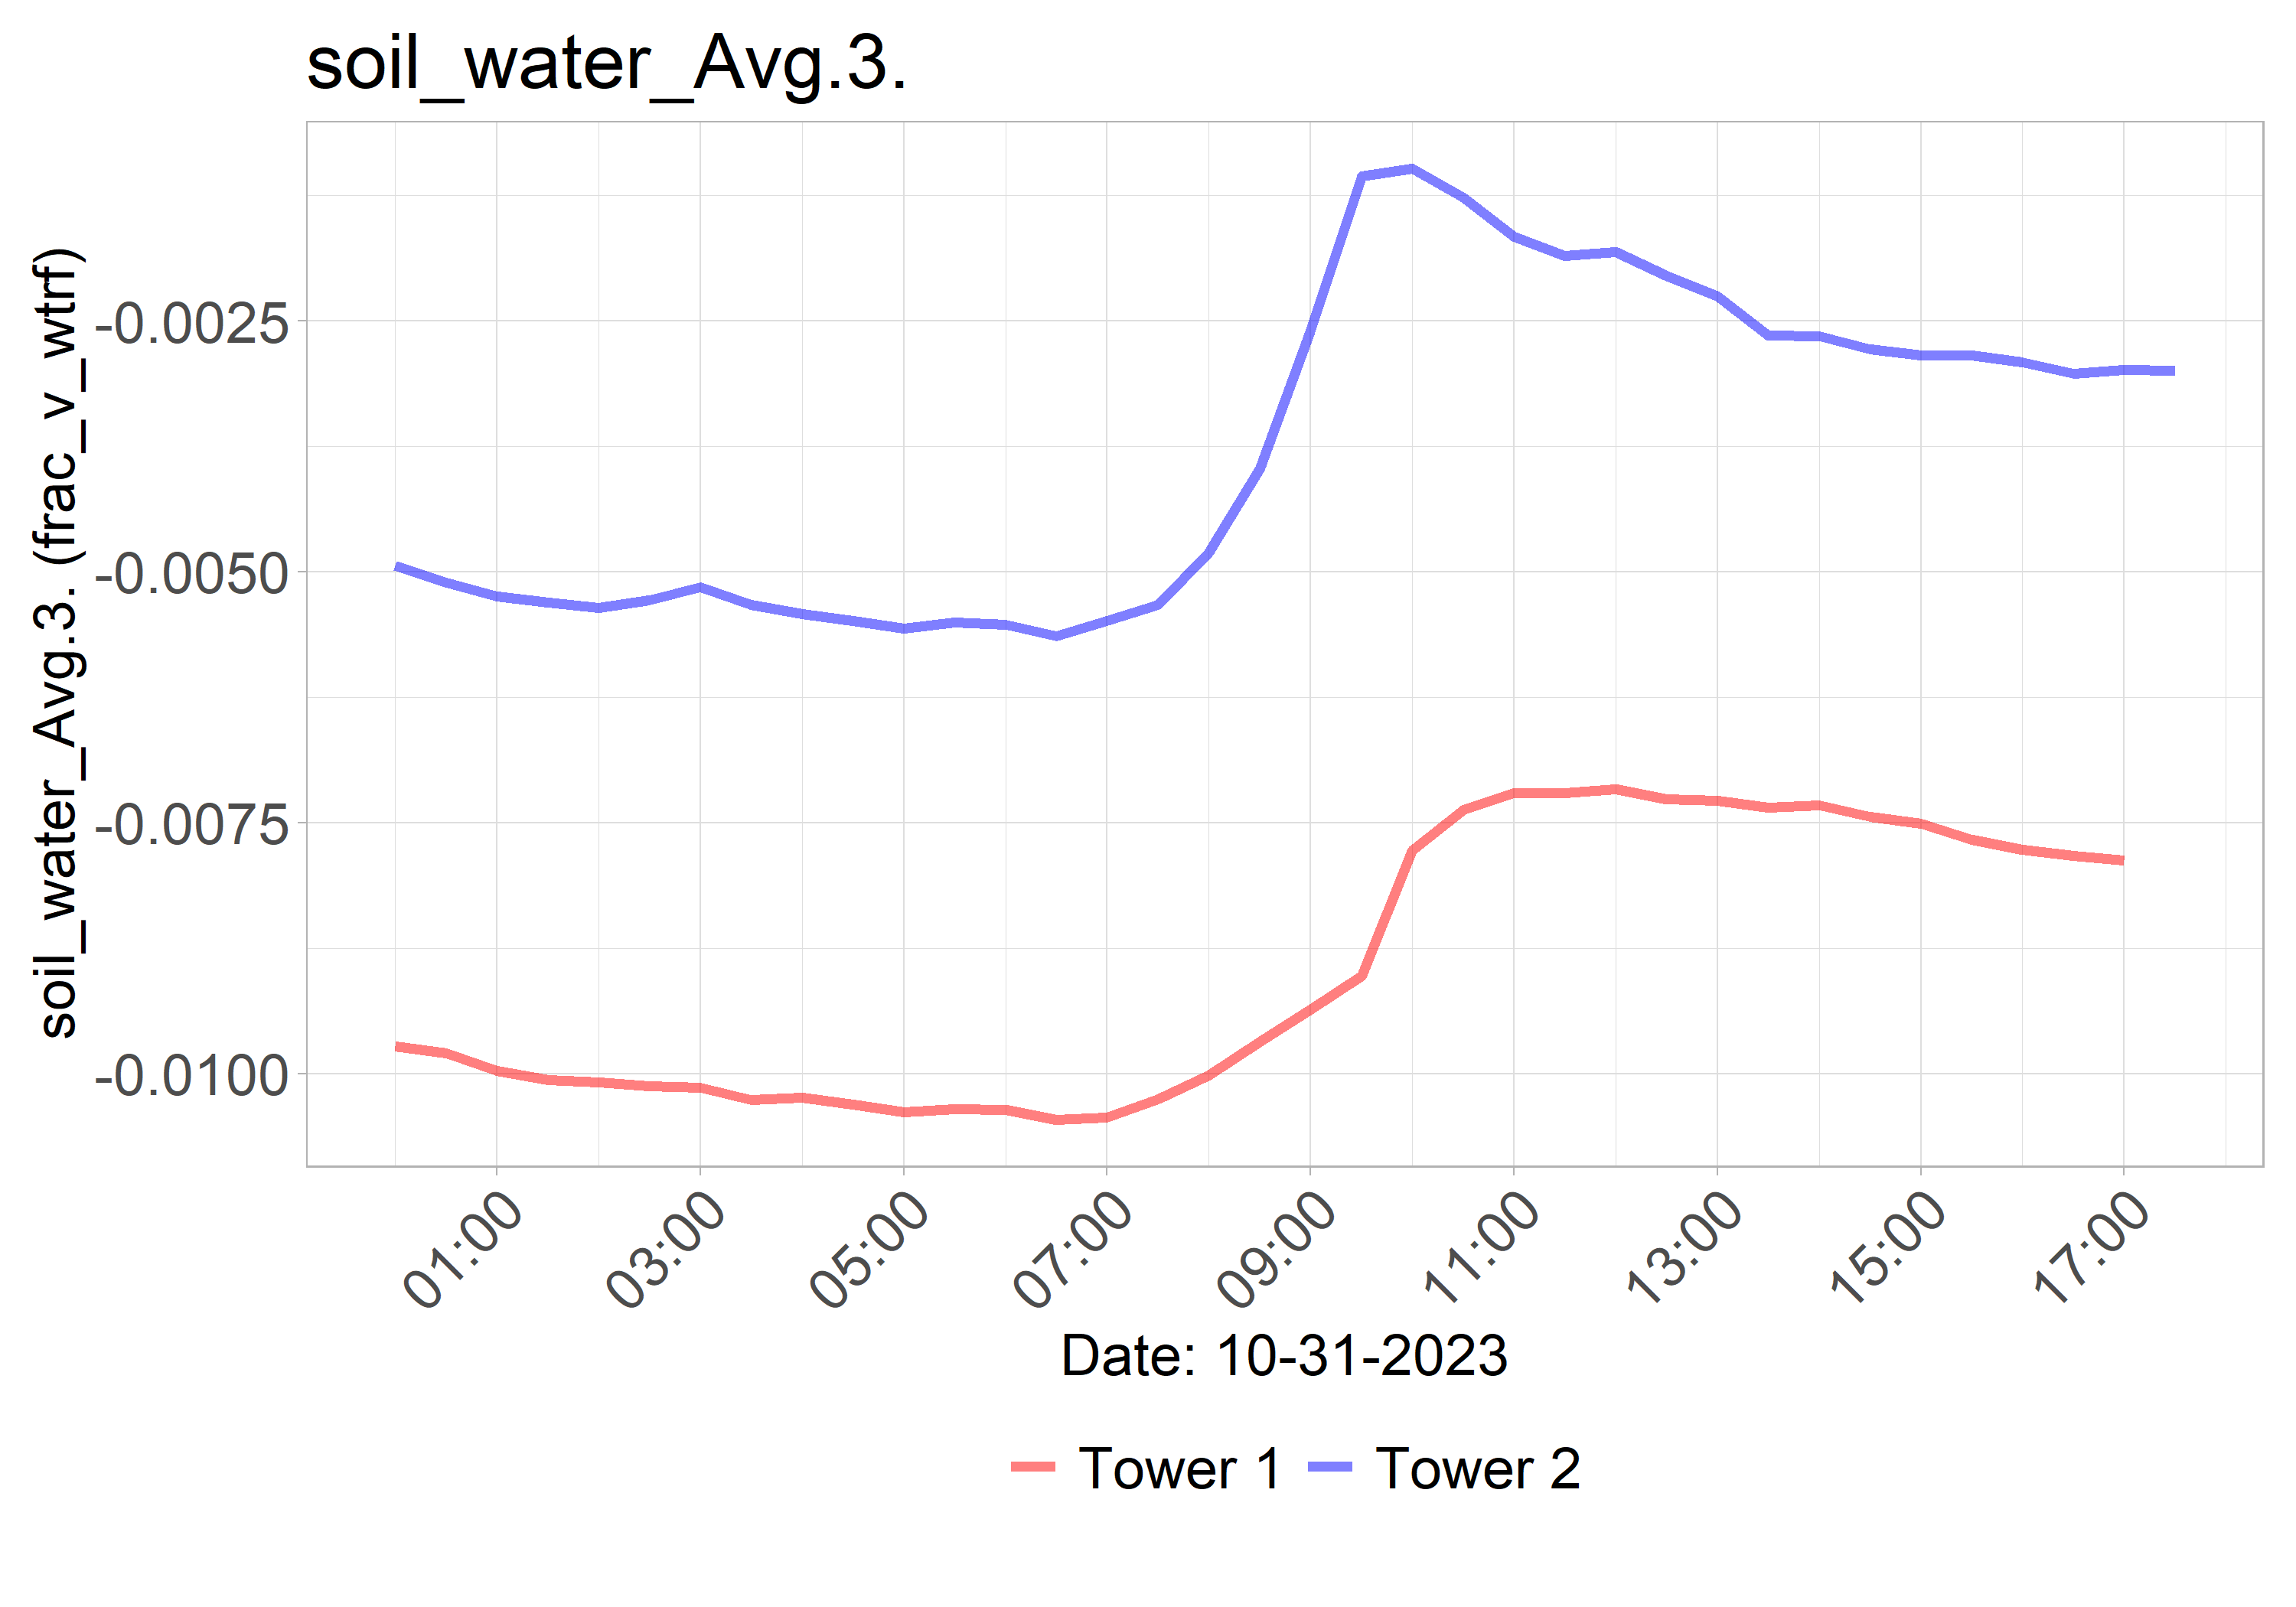 soil_water_Avg.3.
soil_water_Avg.3. (frac_v_wtrf)
-0.0025
-0.0050
-0.0075
-0.0100
01:00
03:00
05:00
07:00
09:00
11:00
13:00
15:00
17:00
Date: 10-31-2023
Tower 1
Tower 2